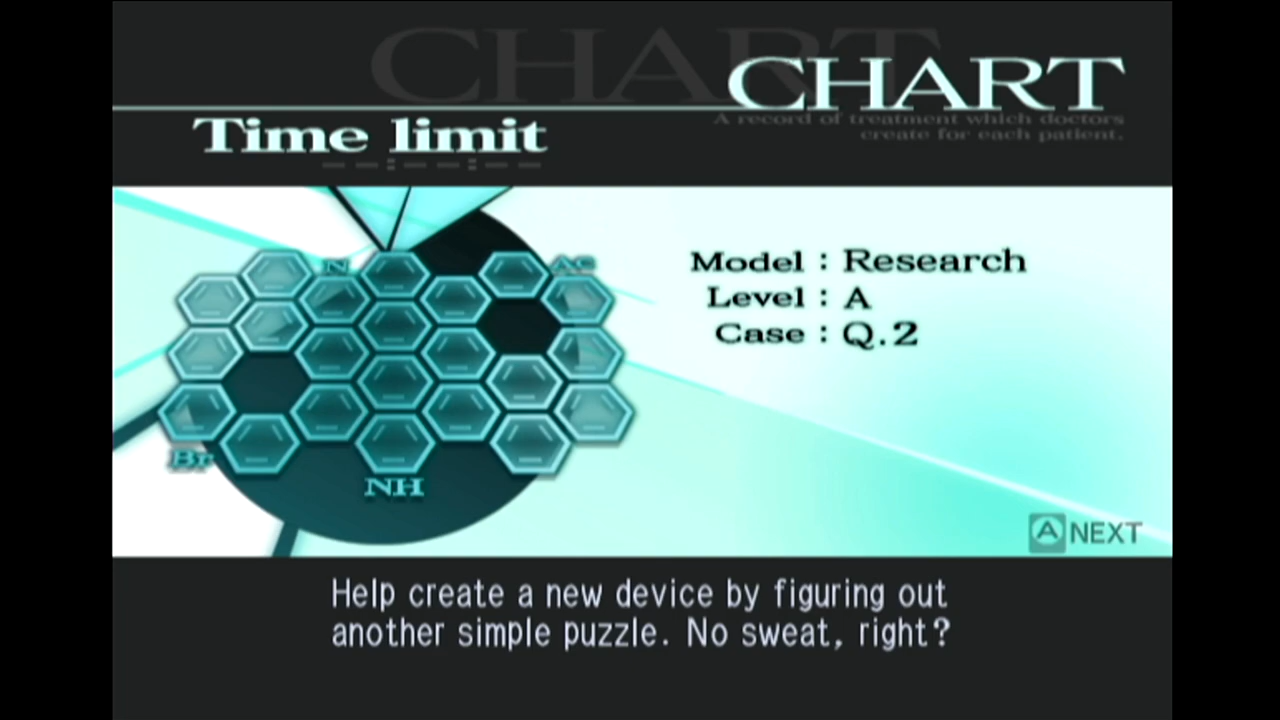 CHART
CHART
A record of treatment which doctors
create for each patient.
Time limit
-- : -- : --
N
Ac
Model : Research
Level : A
Case : Q.2
Br
NH
A NEXT
Help create a new device by figuring out
another simple puzzle. No sweat, right?